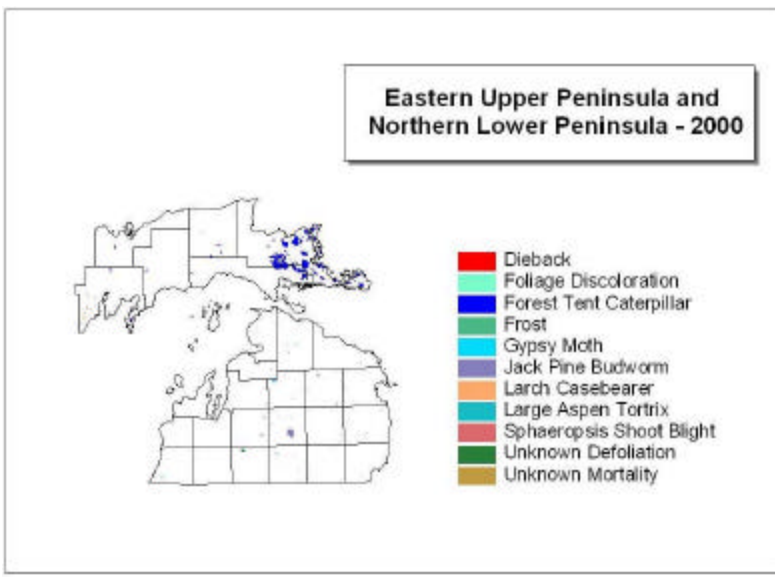 Eastern Upper Peninsula and
Northern Lower Peninsula - 2000
Dieback
Foliage Discoloration
Forest Tent Caterpillar
Frost
Gypsy Moth
Jack Pine Budworm
Larch Casebearer
Large Aspen Tortrix
Sphaeropsis Shoot Blight
Unknown Defoliation
Unknown Mortality